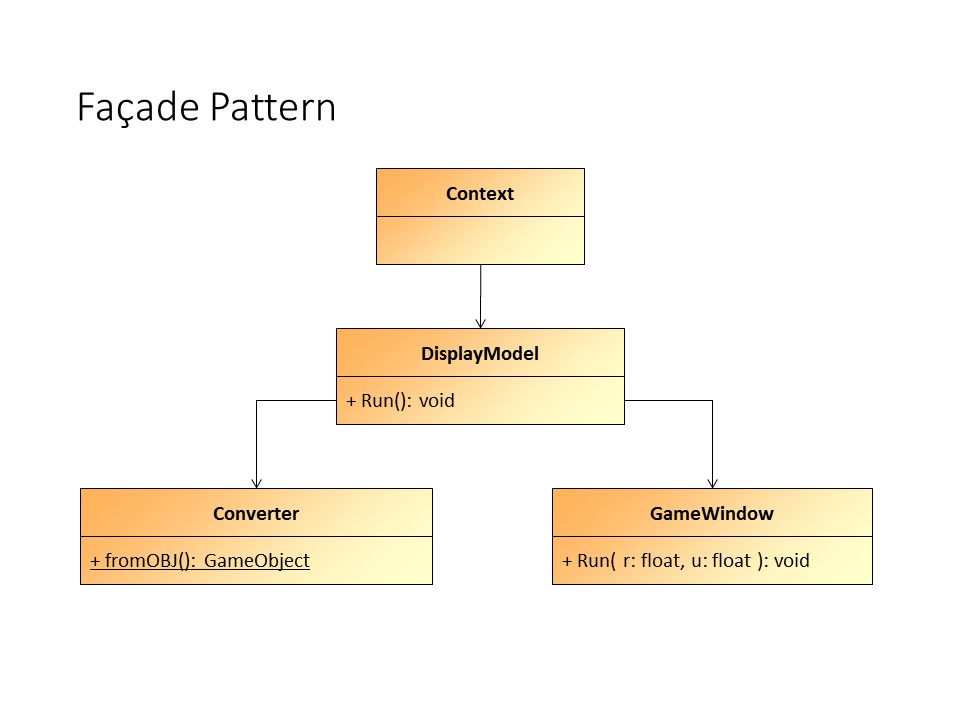 Façade Pattern
Context
DisplayModel
+ Run(): void
Converter
GameWindow
+ fromOBJ(): GameObject
+ Run( r: float, u: float ): void